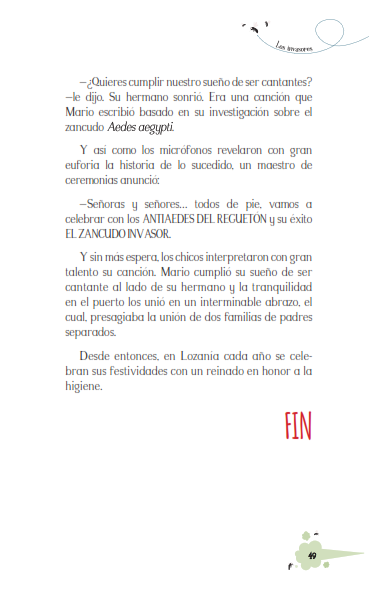 Los invasores
—¿Quieres cumplir nuestro sueño de ser cantantes?
—le dijo. Su hermano sonrió. Era una canción que
Mario escribió basado en su investigación sobre el
zancudo Aedes aegypti.
Y así como los micrófonos revelaron con gran
euforia la historia de lo sucedido, un maestro de
ceremonias anunció:
—Señoras y señores... todos de pie, vamos a
celebrar con los ANTIAEDES DEL REGUETÓN y su éxito
EL ZANCUDO INVASOR.
Y sin más espera, los chicos interpretaron con gran
talento su canción. Mario cumplió su sueño de ser
cantante al lado de su hermano y la tranquilidad
en el puerto los unió en un interminable abrazo, el
cual, presagiaba la unión de dos familias de padres
separados.
Desde entonces, en Lozanía cada año se cele-
bran sus festividades con un reinado en honor a la
higiene.
FIN
49